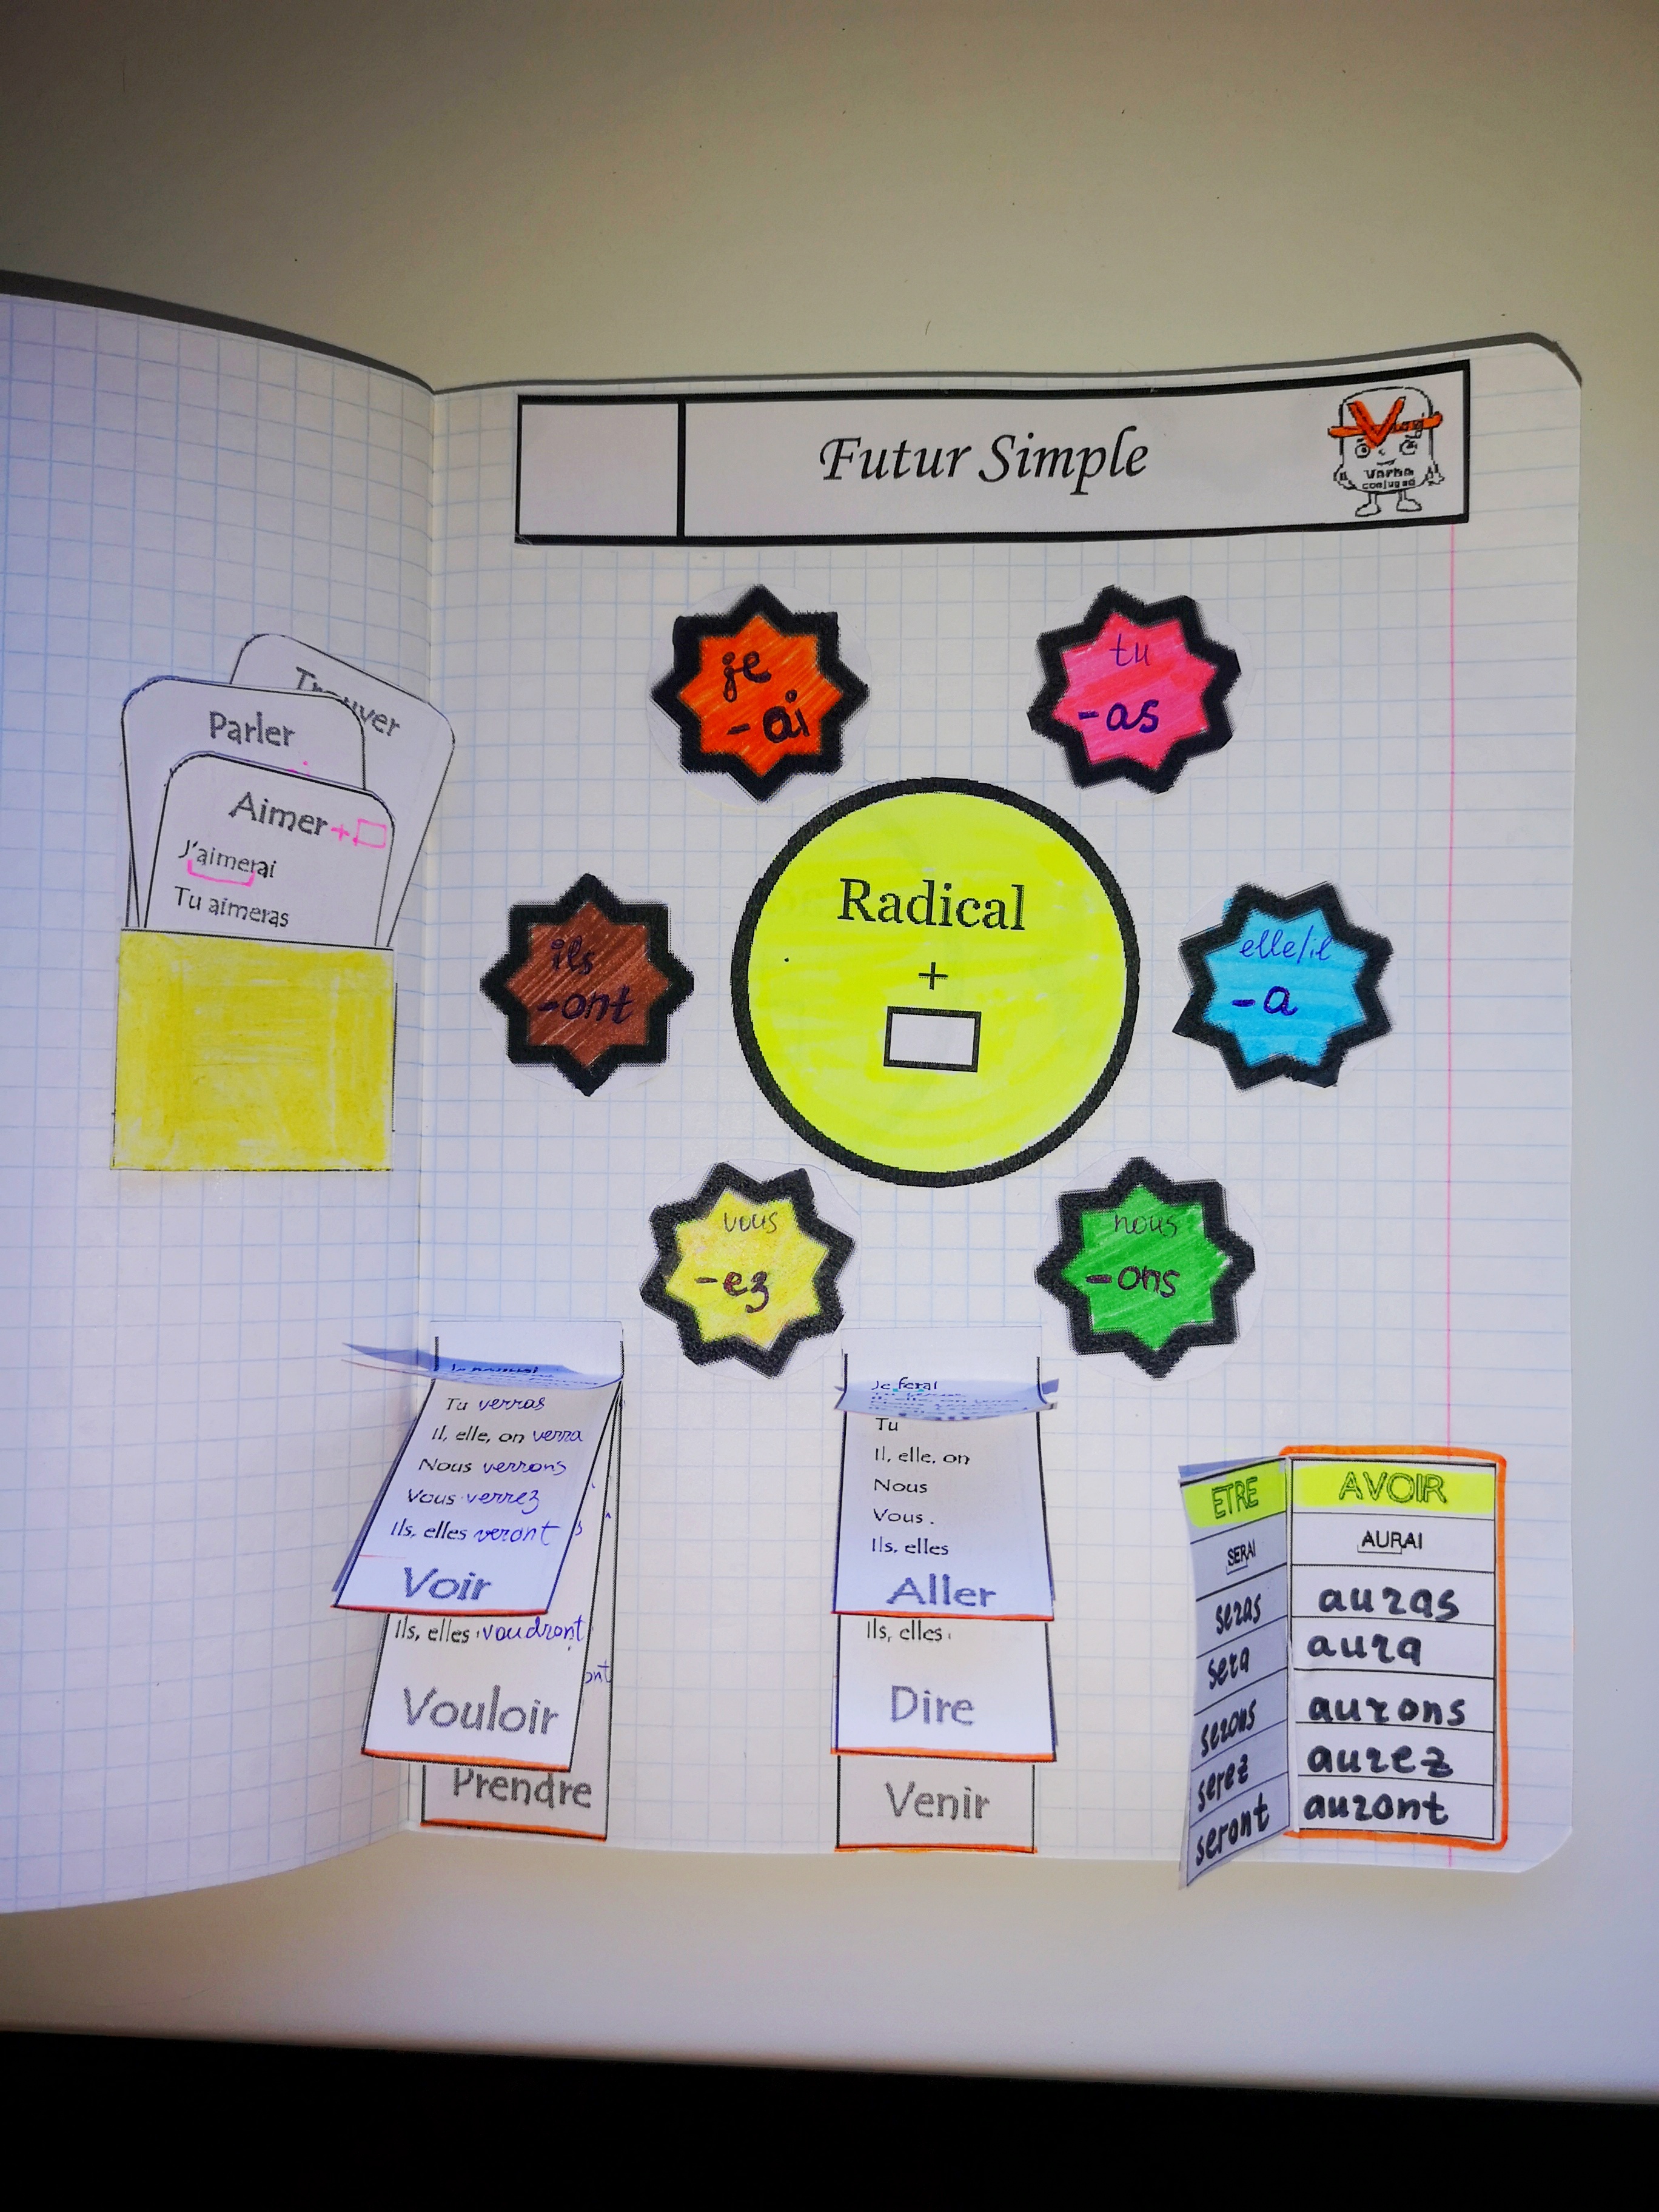 Futur Simple
Verbe
conjugad
je
-ai
tu
-as
Trouver
Parler
Aimer+
J'aimerai
Tu aimeras
Radical
+
ils
-ont
elle/il
-a
vous
-ez
nous
-ons
Tu verras
Il, elle, on verra
Nous verrons
Vous verrez
Ils, elles veront
Voir
Ils, elles voudront
ont
Vouloir
Prendre
Je ferai
Tu
Il, elle, on
Nous
Vous
Ils, elles
Aller
Ils, elles
Dire
Venir
ETRE
SERAI
seras
sera
serons
serez
seront
AVOIR
AURAI
auras
aura
aurons
aurez
auront